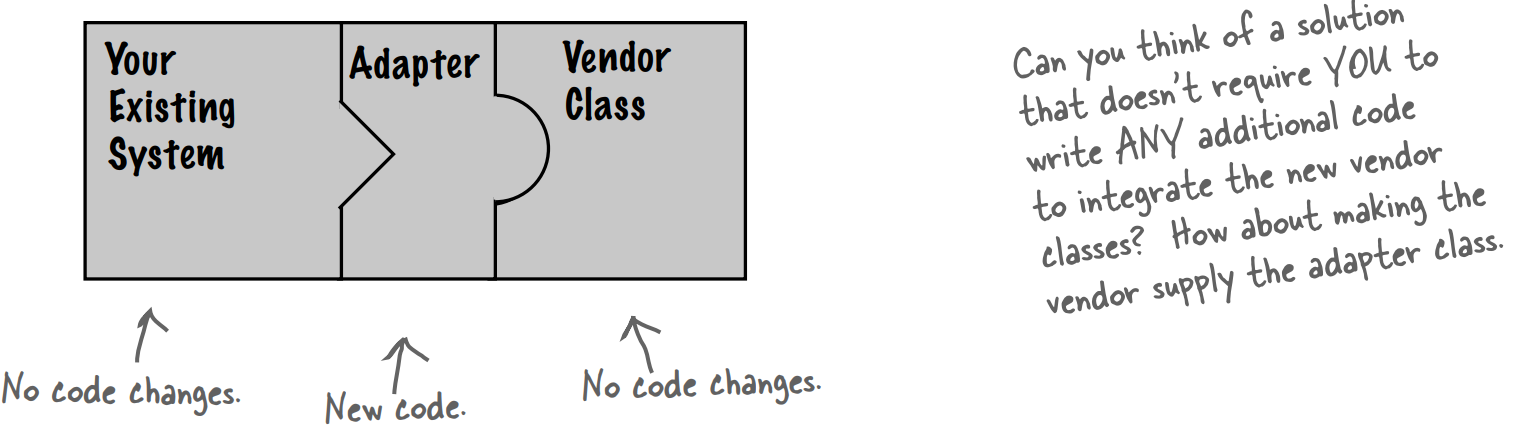 Your
Existing
System
Adapter
Vendor
Class
No code changes.
New code.
No code changes.
Can you think of a solution
that doesn't require YOU to
write ANY additional code
to integrate the new vendor
classes? How about making the
vendor supply the adapter class.